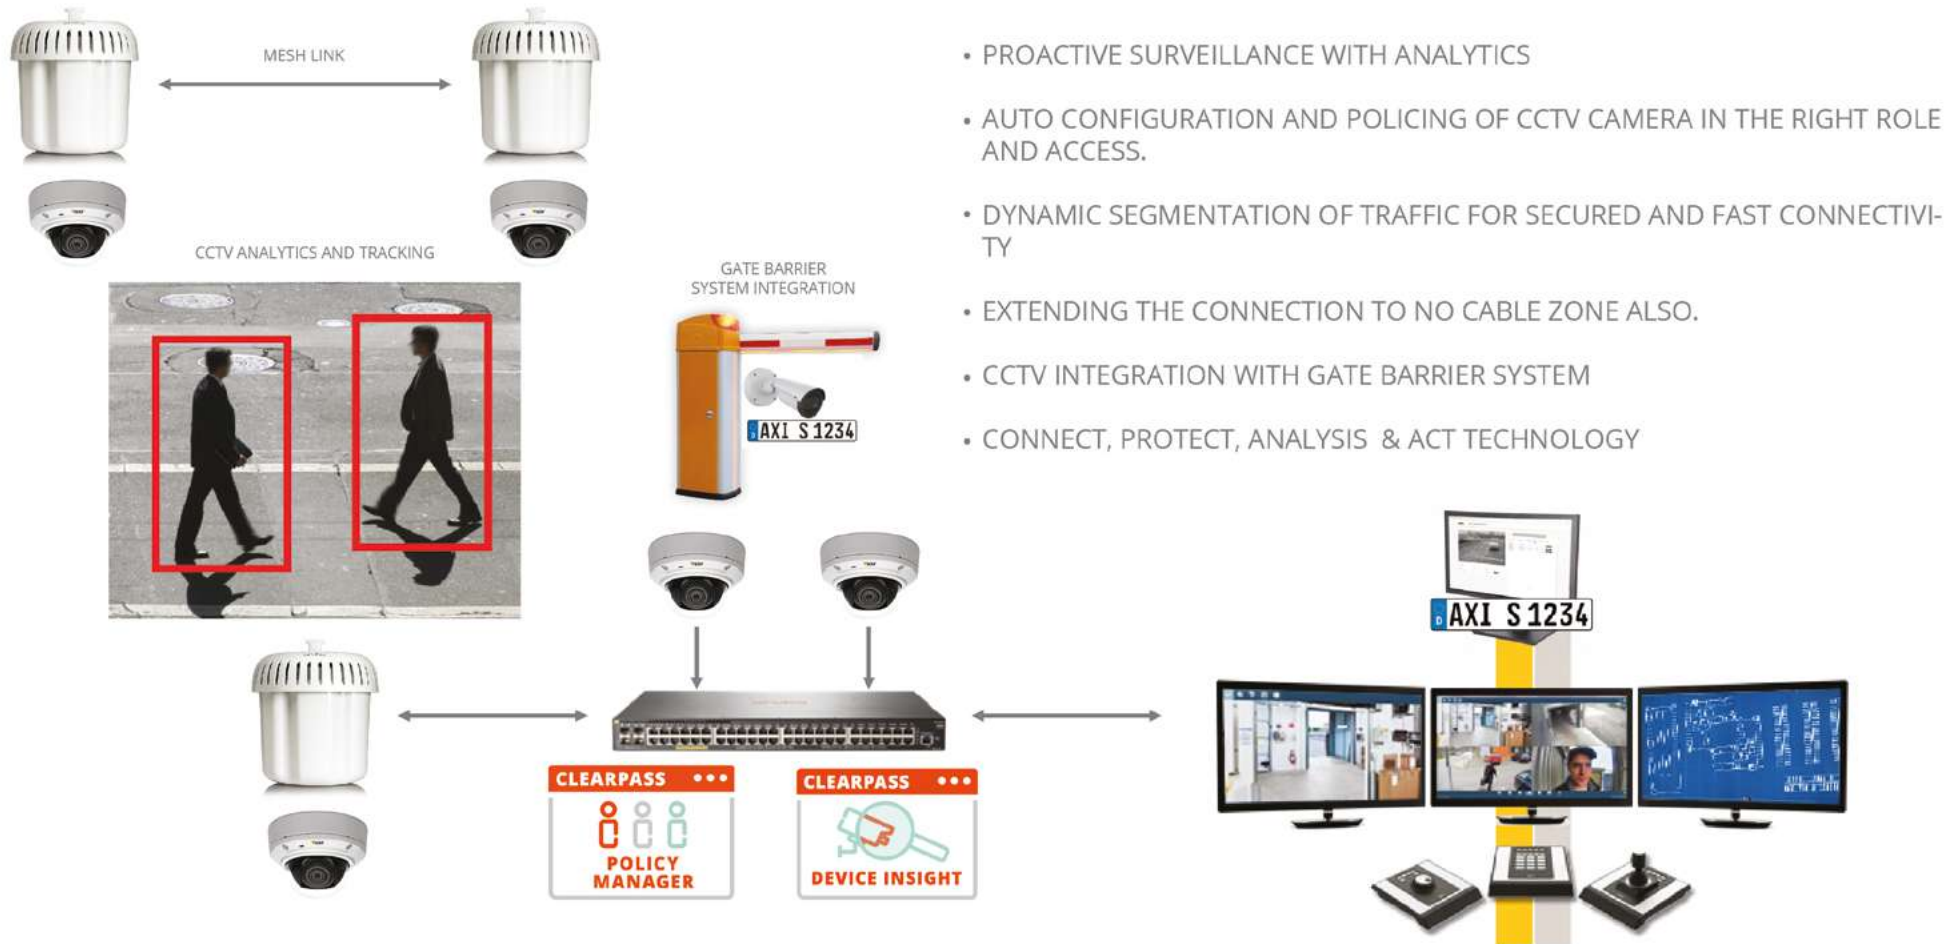 MESH LINK
CCTV ANALYTICS AND TRACKING
GATE BARRIER
SYSTEM INTEGRATION
AXI S 1234
• PROACTIVE SURVEILLANCE WITH ANALYTICS
• AUTO CONFIGURATION AND POLICING OF CCTV CAMERA IN THE RIGHT ROLE
AND ACCESS.
• DYNAMIC SEGMENTATION OF TRAFFIC FOR SECURED AND FAST CONNECTIVI-
TY
• EXTENDING THE CONNECTION TO NO CABLE ZONE ALSO.
• CCTV INTEGRATION WITH GATE BARRIER SYSTEM
• CONNECT, PROTECT, ANALYSIS & ACT TECHNOLOGY
D AXI S 1234
CLEARPASS
POLICY
MANAGER
CLEARPASS
DEVICE INSIGHT